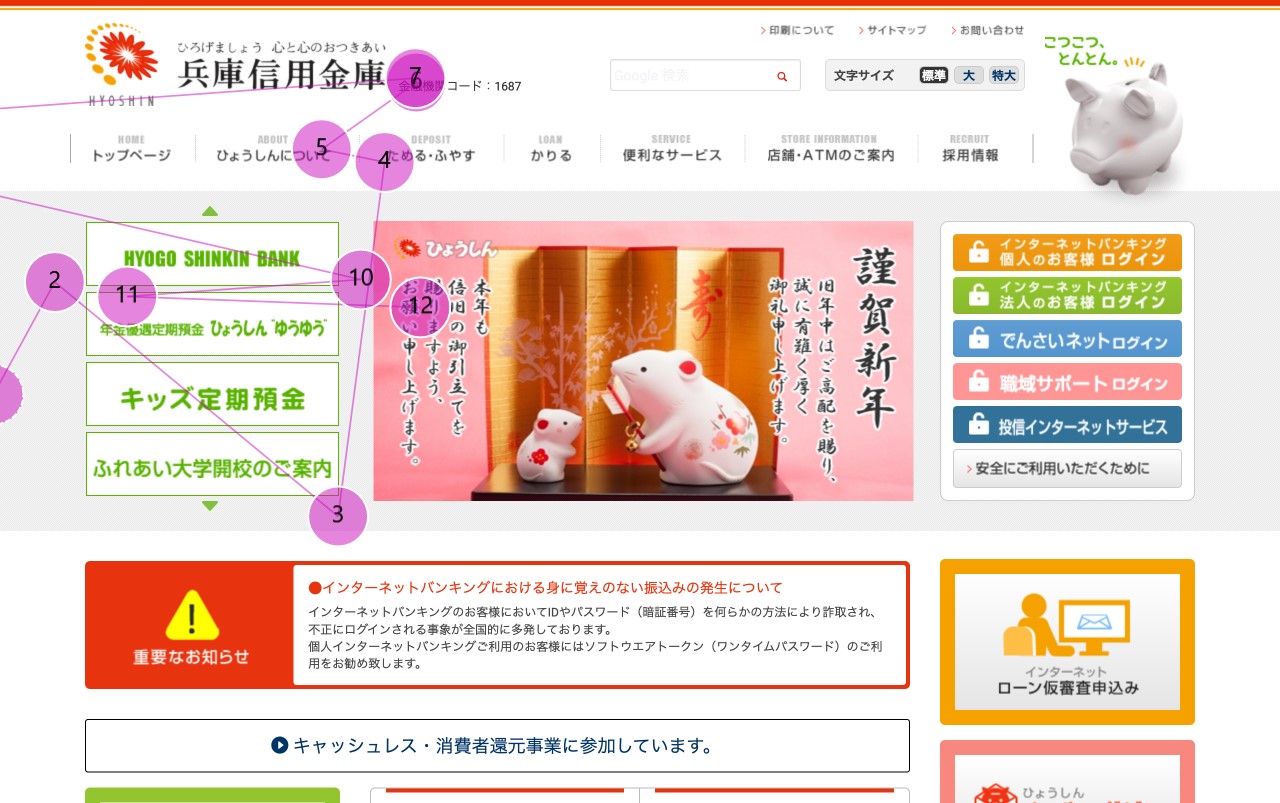 印刷について
サイトマップ
お問い合わせ
こつこつ、
とんとん。
ひろげましょう 心と心のおつきあい
兵庫信用金庫
HYOSHIN
コード：1687
Google 検索
文字サイズ 標準 大 特大
HOME
トップページ
ABOUT
ひょうしんについて
DEPOSIT
ためる・ふやす
LOAN
かりる
SERVICE
便利なサービス
STORE INFORMATION
店舗・ATMのご案内
RECRUIT
採用情報
7
5
4
2
11
10
12
3
HYOGO SHINKIN BANK
年金優遇定期預金 ひょうしん"ゆうゆう"
キッズ定期預金
ふれあい大学開校のご案内
ひょうしん
謹賀新年
旧年中はご高配を賜り、
誠に有難く厚く
御礼申し上げます。
寿
本年も
倍旧の御引立てを
賜りますよう、
お願い申し上げます。
インターネットバンキング
個人のお客様 ログイン
インターネットバンキング
法人のお客様 ログイン
でんさいネットログイン
職域サポートログイン
投信インターネットサービス
安全にご利用いただくために
重要なお知らせ
●インターネットバンキングにおける身に覚えのない振込みの発生について
インターネットバンキングのお客様においてIDやパスワード（暗証番号）を何らかの方法により詐取され、
不正にログインされる事象が全国的に多発しております。
個人インターネットバンキングご利用のお客様にはソフトウエアトークン（ワンタイムパスワード）のご利
用をお勧め致します。
インターネット
ローン仮審査申込み
キャッシュレス・消費者還元事業に参加しています。
ひょうしん